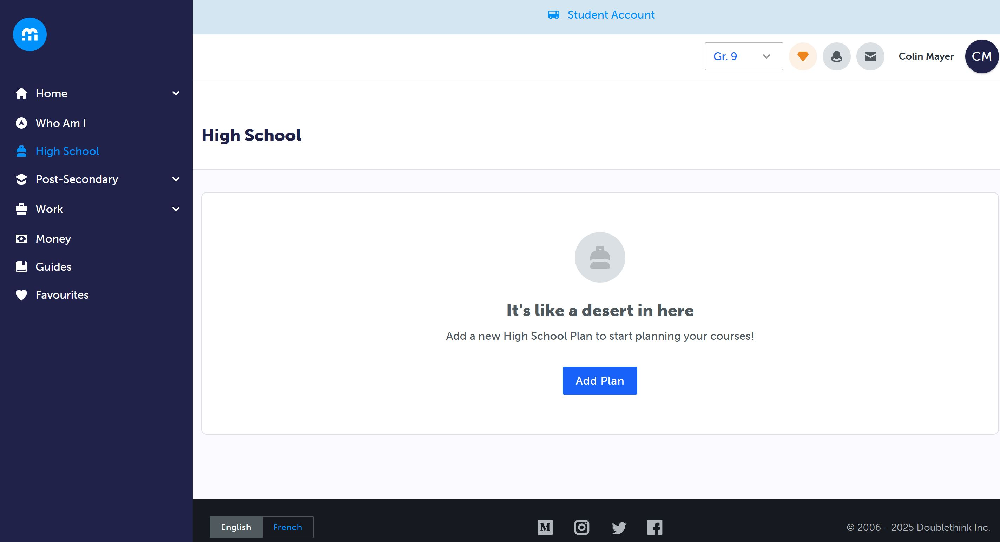 Student Account
Gr. 9
Colin Mayer
CM
Home
Who Am I
High School
Post-Secondary
Work
Money
Guides
Favourites
High School
It's like a desert in here
Add a new High School Plan to start planning your courses!
Add Plan
English
French
© 2006 - 2025 Doublethink Inc.